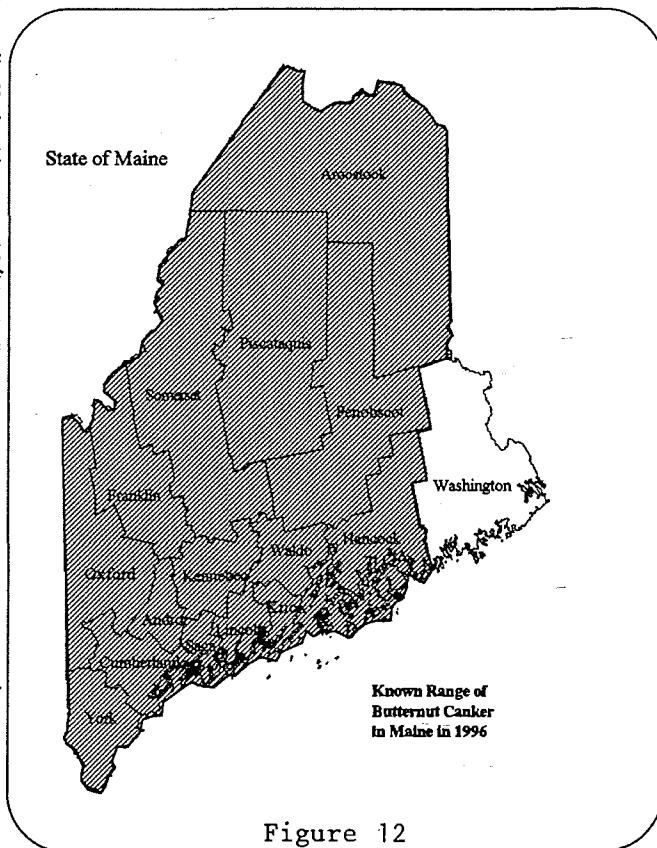 State of Maine
Aroostook
Piscataquis
Somerset
Penobscot
Washington
Franklin
Hancock
Waldo
Oxford
Kennebec
Knox
Lincoln
Cumberland
York
Known Range of
Butternut Canker
in Maine in 1996
Figure 12